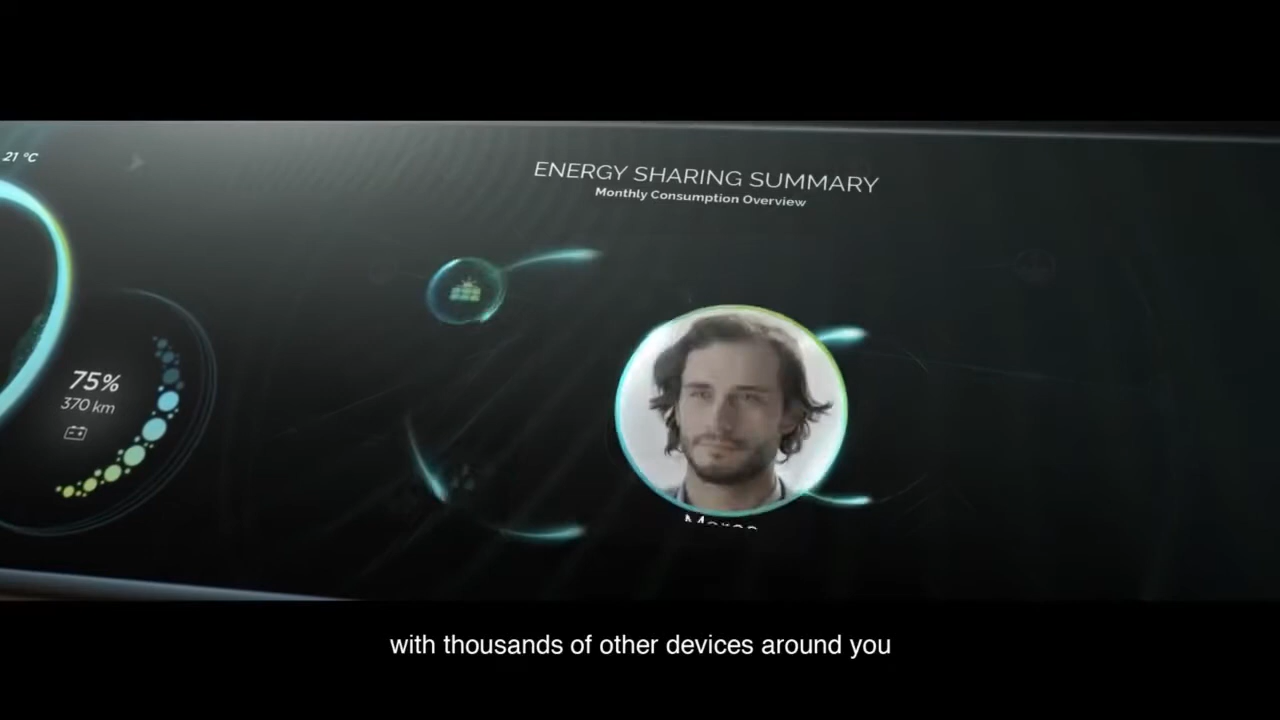 21 °C
ENERGY SHARING SUMMARY
Monthly Consumption Overview
75%
370 km
with thousands of other devices around you